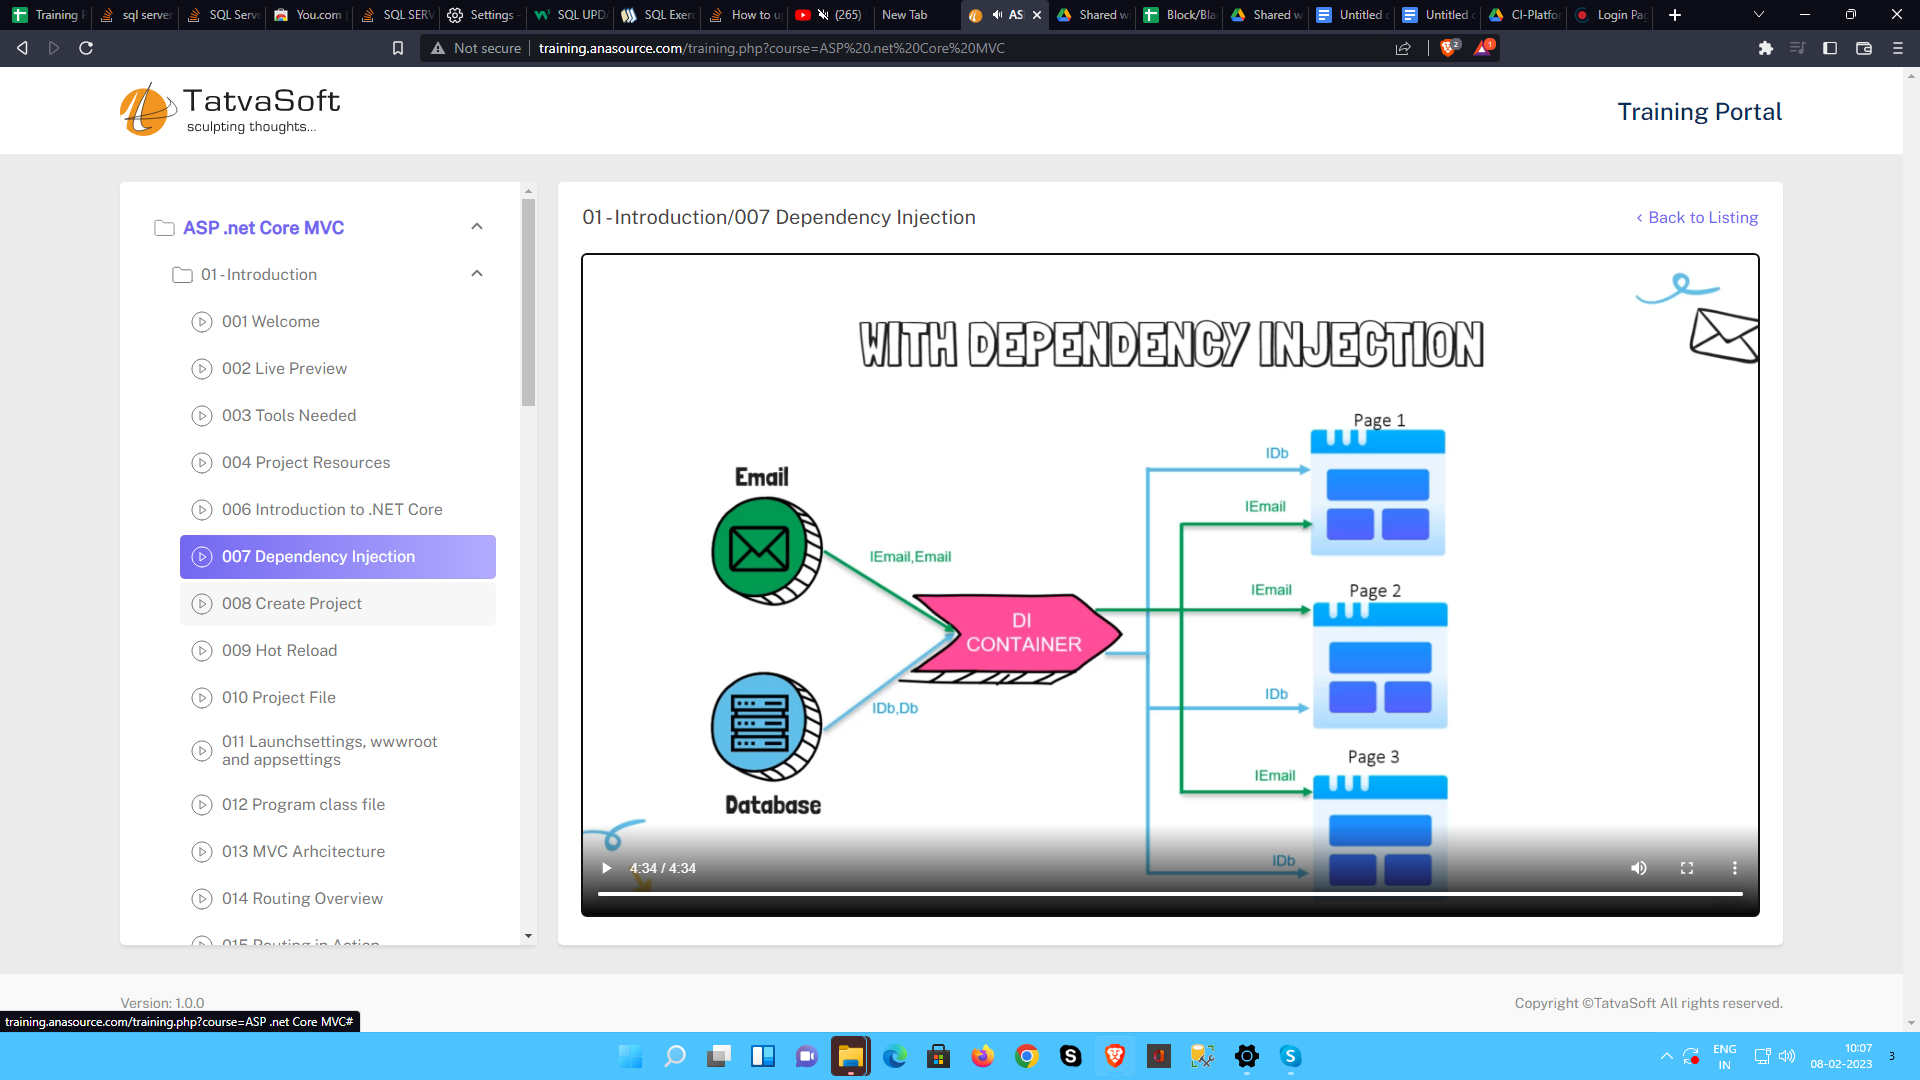 Training P
sql server
SQL Serve
You.com
SQL SERV
Settings -
SQL UPD
SQL Exerc
How to u
(265)
New Tab
AS
Shared w
Block/Bla
Shared w
Untitled d
Untitled d
CI-Platfor
Login Pag
Not secure
training.anasource.com/training.php?course=ASP%20.net%20Core%20MVC
2
1
TatvaSoft
sculpting thoughts...
Training Portal
ASP .net Core MVC
01 - Introduction
001 Welcome
002 Live Preview
003 Tools Needed
004 Project Resources
006 Introduction to .NET Core
007 Dependency Injection
008 Create Project
009 Hot Reload
010 Project File
011 Launchsettings, wwwroot
and appsettings
012 Program class file
013 MVC Arhcitecture
014 Routing Overview
015 Routing in Action
01 - Introduction/007 Dependency Injection
‹ Back to Listing
WITH DEPENDENCY INJECTION
Email
IEmail,Email
DI
CONTAINER
IDb,Db
Database
Page 1
IDb
IEmail
Page 2
IEmail
IDb
Page 3
IEmail
IDb
4:34 / 4:34
Version: 1.0.0
Copyright ©TatvaSoft All rights reserved.
training.anasource.com/training.php?course=ASP .net Core MVC#
ENG
IN
10:07
08-02-2023
3